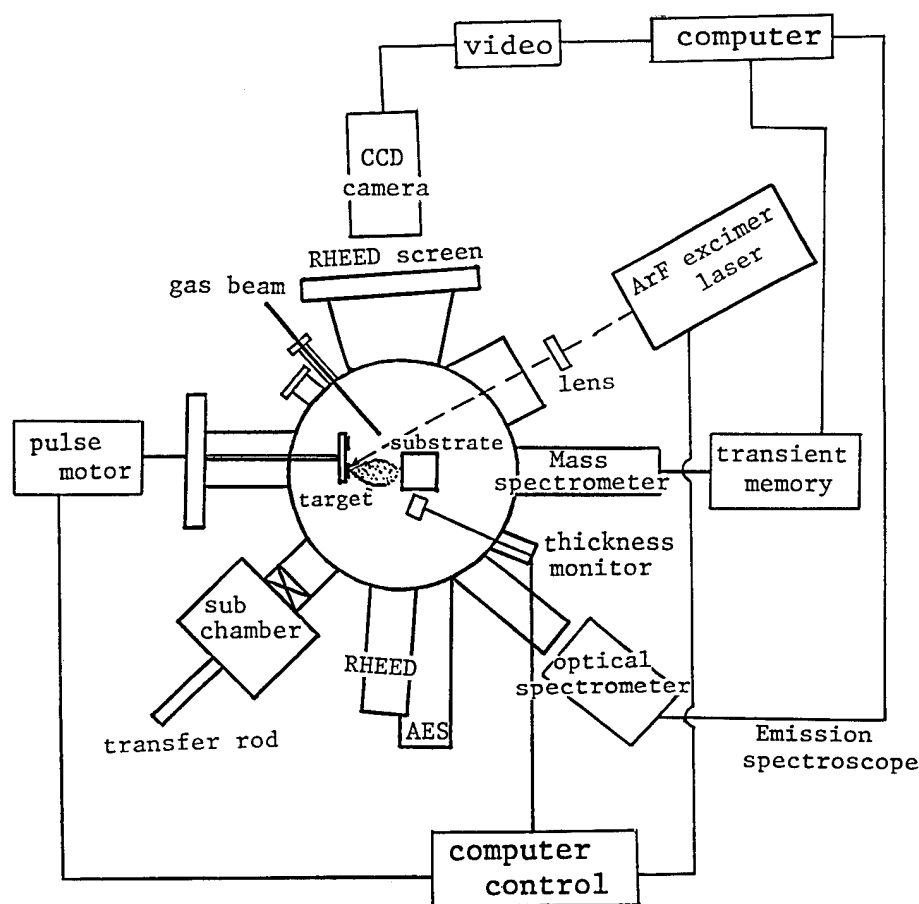 video
computer
CCD
camera
RHEED screen
gas beam
ArF excimer
laser
lens
pulse
motor
substrate
target
Mass
spectrometer
transient
memory
thickness
monitor
sub
chamber
RHEED
optical
spectrometer
transfer rod
AES
Emission
spectroscope
computer
control